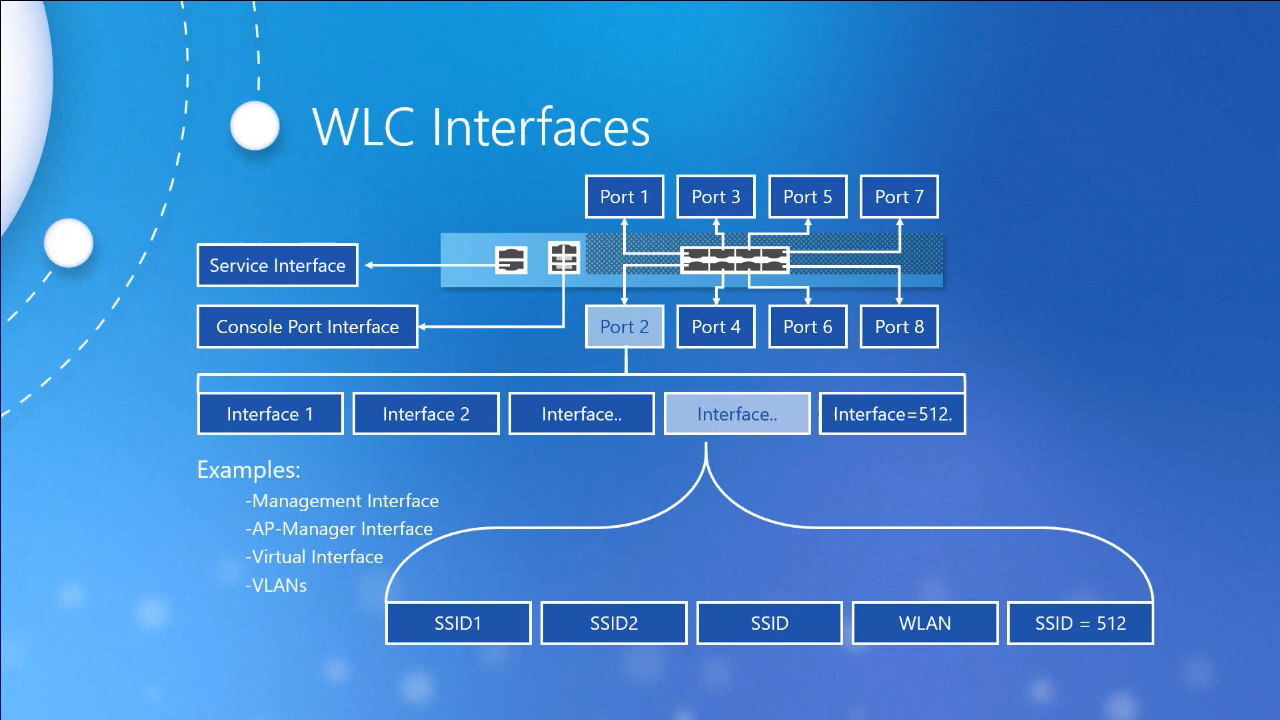 WLC Interfaces
Port 1
Port 3
Port 5
Port 7
Service Interface
Console Port Interface
Port 2
Port 4
Port 6
Port 8
Interface 1
Interface 2
Interface..
Interface..
Interface=512.
Examples:
-Management Interface
-AP-Manager Interface
-Virtual Interface
-VLANs
SSID1
SSID2
SSID
WLAN
SSID = 512